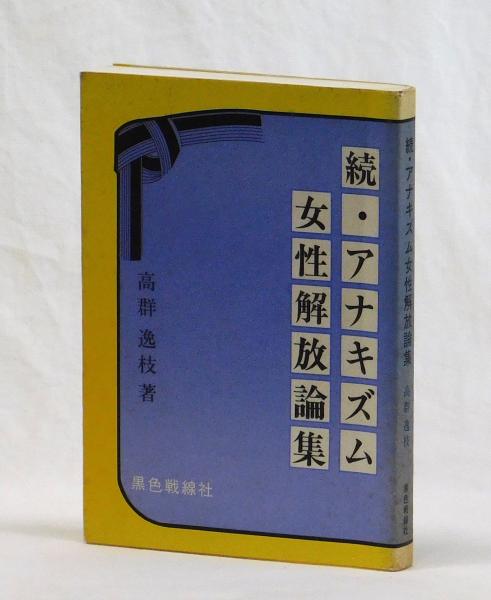 続・アナキズム
女性解放論集
高群逸枝著
黒色戦線社
続・アナキズム女性解放論集 高群逸枝 黒色戦線社